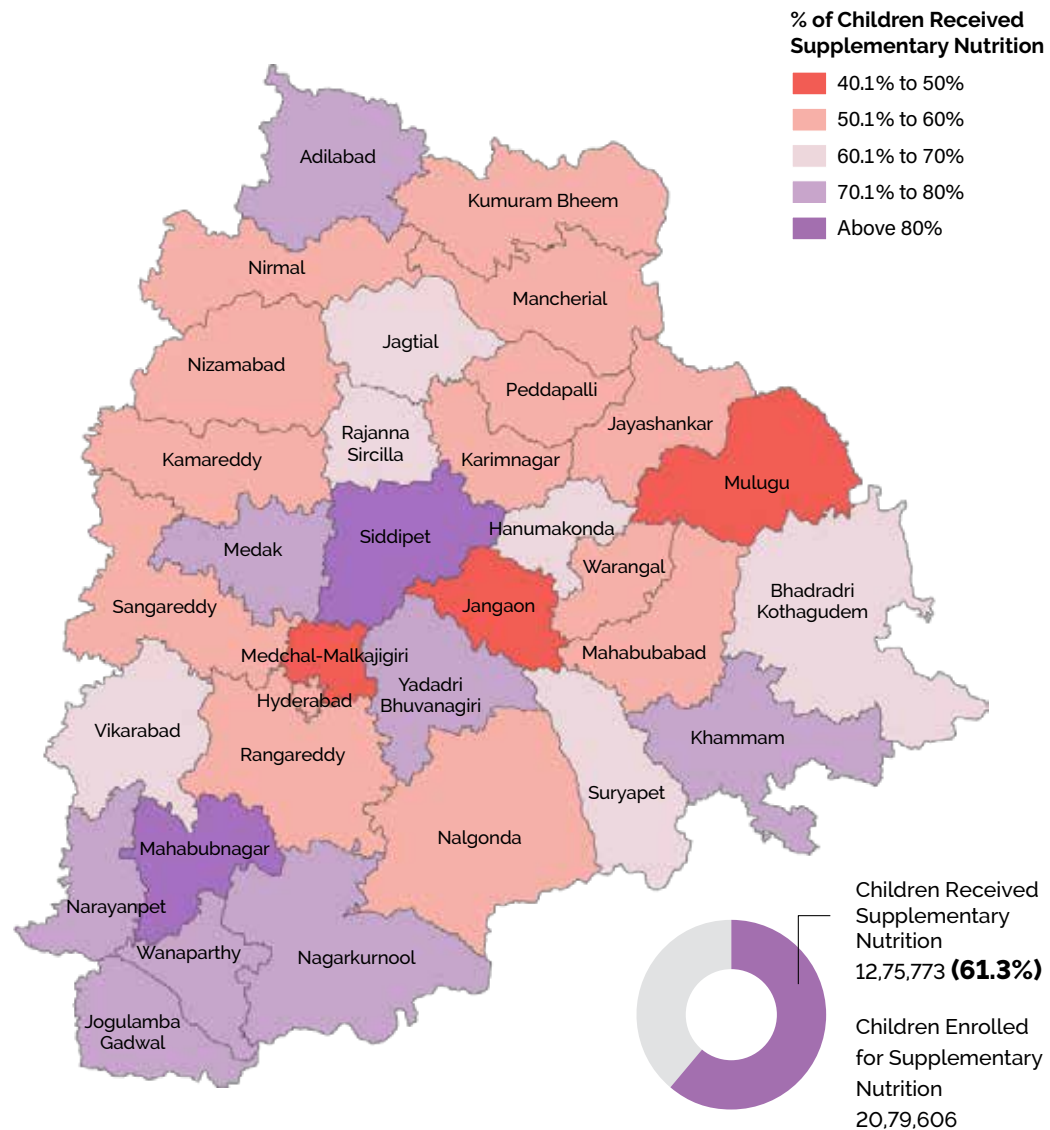 % of Children Received
Supplementary Nutrition
40.1% to 50%
50.1% to 60%
60.1% to 70%
70.1% to 80%
Above 80%
Adilabad
Kumuram Bheem
Nirmal
Mancherial
Jagtial
Nizamabad
Peddapalli
Jayashankar
Rajanna
Sircilla
Kamareddy
Karimnagar
Mulugu
Hanumakonda
Siddipet
Medak
Warangal
Bhadradri
Kothagudem
Sangareddy
Jangaon
Mahabubabad
Medchal-Malkajigiri
Yadadri
Bhuvanagiri
Hyderabad
Vikarabad
Khammam
Rangareddy
Suryapet
Nalgonda
Mahabubnagar
Narayanpet
Wanaparthy
Nagarkurnool
Jogulamba
Gadwal
Children Received
Supplementary
Nutrition
12,75,773 (61.3%)
Children Enrolled
for Supplementary
Nutrition
20,79,606